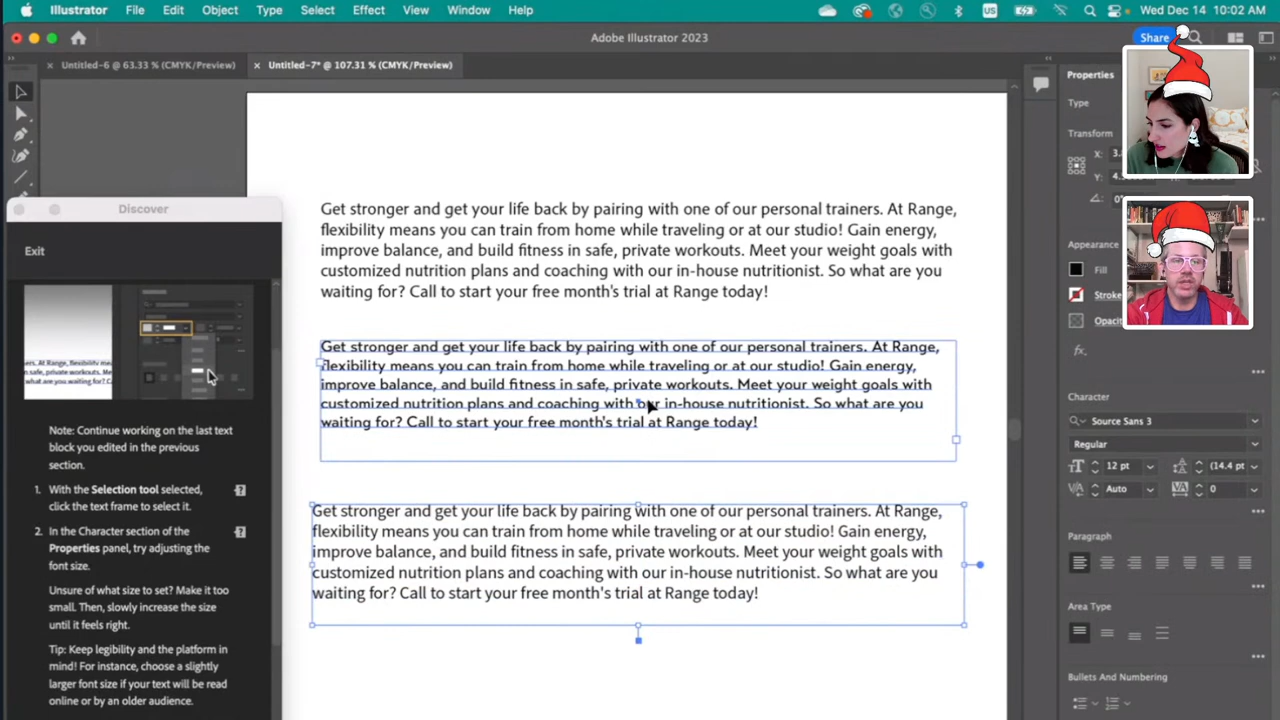 Illustrator File Edit Object Type Select Effect View Window Help US Wed Dec 14 10:02 AM
Adobe Illustrator 2023
Share
× Untitled-6 @ 63.33 % (CMYK/Preview) × Untitled-7* @ 107.31 % (CMYK/Preview)
Discover
Exit
Note: Continue working on the last text
block you edited in the previous
section.
1. With the Selection tool selected,
click the text frame to select it.
2. In the Character section of the
Properties panel, try adjusting the
font size.
Unsure of what size to set? Make it too
small. Then, slowly increase the size
until it feels right.
Tip: Keep legibility and the platform in
mind! For instance, choose a slightly
larger font size if your text will be read
online or by an older audience.
Get stronger and get your life back by pairing with one of our personal trainers. At Range,
flexibility means you can train from home while traveling or at our studio! Gain energy,
improve balance, and build fitness in safe, private workouts. Meet your weight goals with
customized nutrition plans and coaching with our in-house nutritionist. So what are you
waiting for? Call to start your free month's trial at Range today!
Get stronger and get your life back by pairing with one of our personal trainers. At Range,
flexibility means you can train from home while traveling or at our studio! Gain energy,
improve balance, and build fitness in safe, private workouts. Meet your weight goals with
customized nutrition plans and coaching with our in-house nutritionist. So what are you
waiting for? Call to start your free month's trial at Range today!
Get stronger and get your life back by pairing with one of our personal trainers. At Range,
flexibility means you can train from home while traveling or at our studio! Gain energy,
improve balance, and build fitness in safe, private workouts. Meet your weight goals with
customized nutrition plans and coaching with our in-house nutritionist. So what are you
waiting for? Call to start your free month's trial at Range today!
Properties
Type
Transform
X: 3.
Y: 4.
Appearance
Fill
Stroke
Opac
fx.
Character
Source Sans 3
Regular
12 pt (14.4 pt
Auto 0
Paragraph
Area Type
Bullets And Numbering